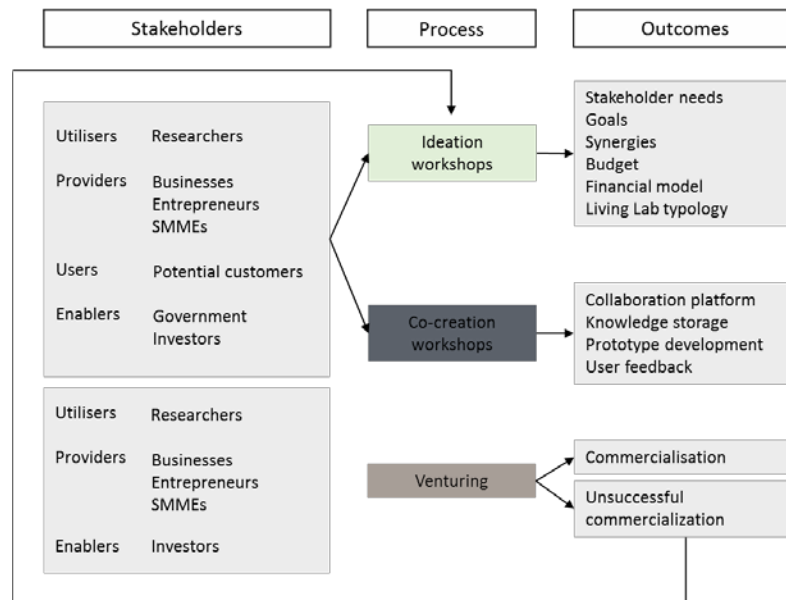 Stakeholders
Process
Outcomes
Utilisers Researchers
Providers Businesses
Entrepreneurs
SMMEs
Users Potential customers
Enablers Government
Investors
Ideation
workshops
Stakeholder needs
Goals
Synergies
Budget
Financial model
Living Lab typology
Co-creation
workshops
Collaboration platform
Knowledge storage
Prototype development
User feedback
Utilisers Researchers
Providers Businesses
Entrepreneurs
SMMEs
Enablers Investors
Venturing
Commercialisation
Unsuccessful
commercialization